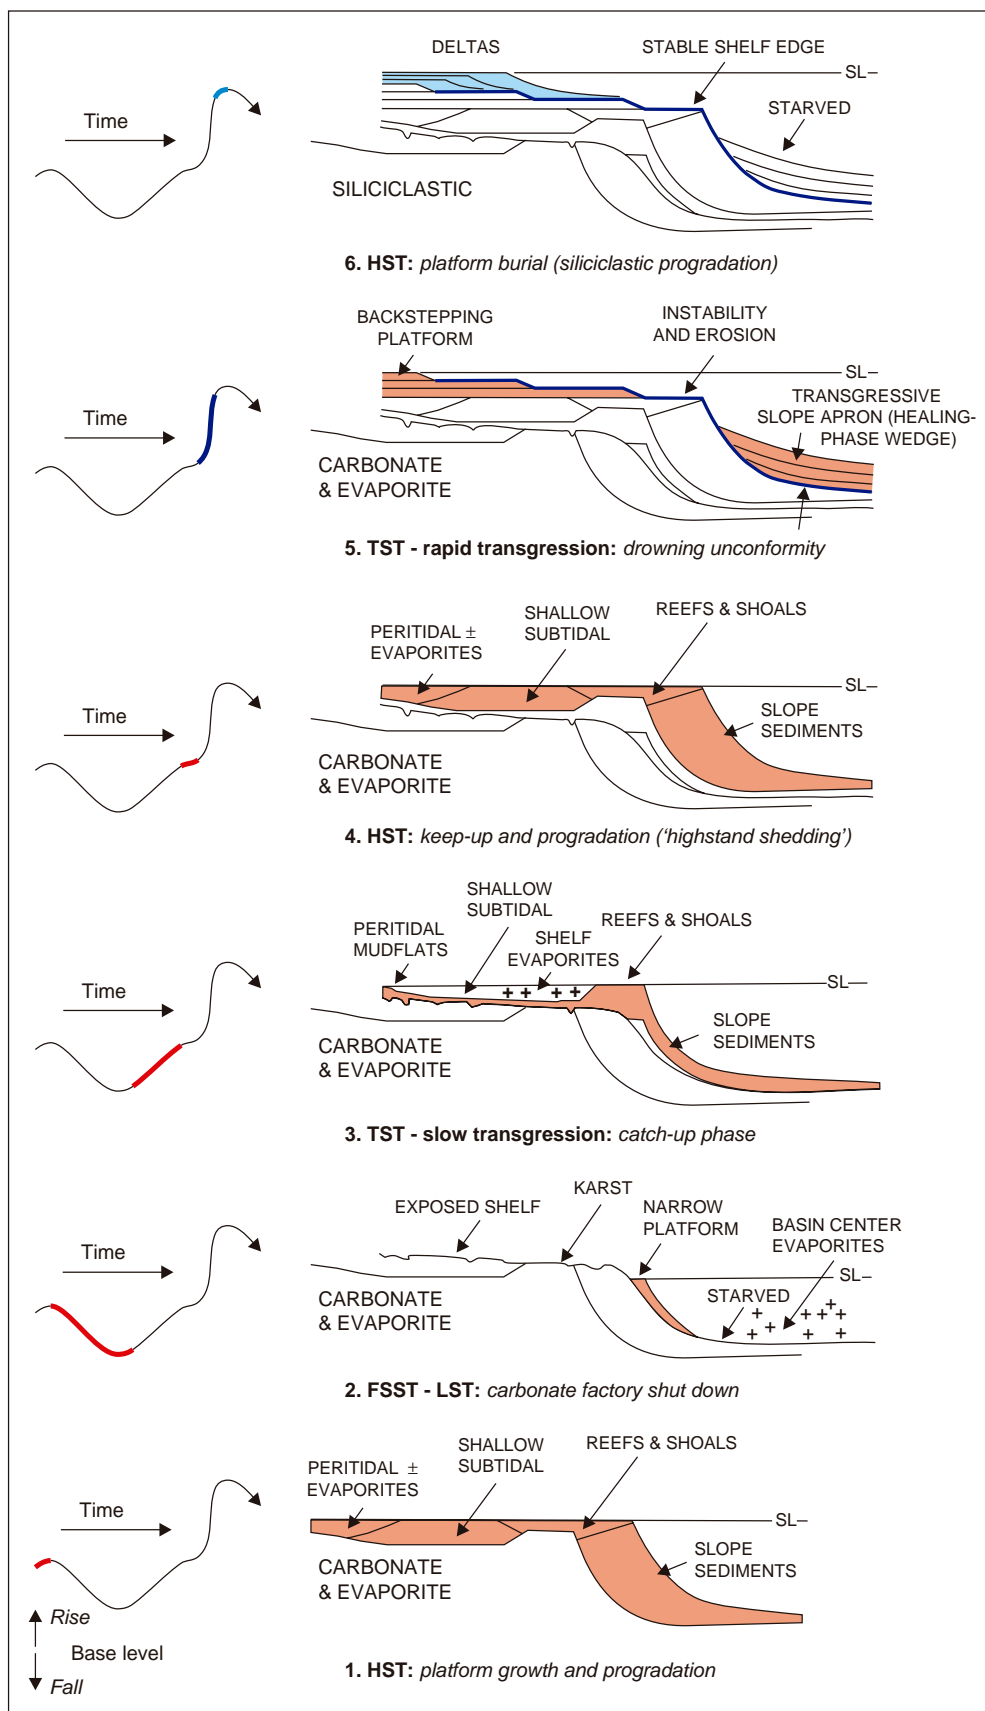 DELTAS
STABLE SHELF EDGE
SL
Time
STARVED
SILICICLASTIC
6. HST: platform burial (siliciclastic progradation)
BACKSTEPPING
PLATFORM
INSTABILITY
AND EROSION
SL
Time
TRANSGRESSIVE
SLOPE APRON (HEALING-
PHASE WEDGE)
CARBONATE
& EVAPORITE
5. TST - rapid transgression: drowning unconformity
PERITIDAL ±
EVAPORITES
SHALLOW
SUBTIDAL
REEFS & SHOALS
SL
Time
SLOPE
SEDIMENTS
CARBONATE
& EVAPORITE
4. HST: keep-up and progradation (‘highstand shedding’)
PERITIDAL
MUDFLATS
SHALLOW
SUBTIDAL
SHELF
EVAPORITES
REEFS & SHOALS
SL
Time
SLOPE
SEDIMENTS
CARBONATE
& EVAPORITE
3. TST - slow transgression: catch-up phase
EXPOSED SHELF
KARST
NARROW
PLATFORM
BASIN CENTER
EVAPORITES
SL
Time
STARVED
CARBONATE
& EVAPORITE
2. FSST - LST: carbonate factory shut down
PERITIDAL ±
EVAPORITES
SHALLOW
SUBTIDAL
REEFS & SHOALS
SL
Time
SLOPE
SEDIMENTS
CARBONATE
& EVAPORITE
Rise
Base level
Fall
1. HST: platform growth and progradation